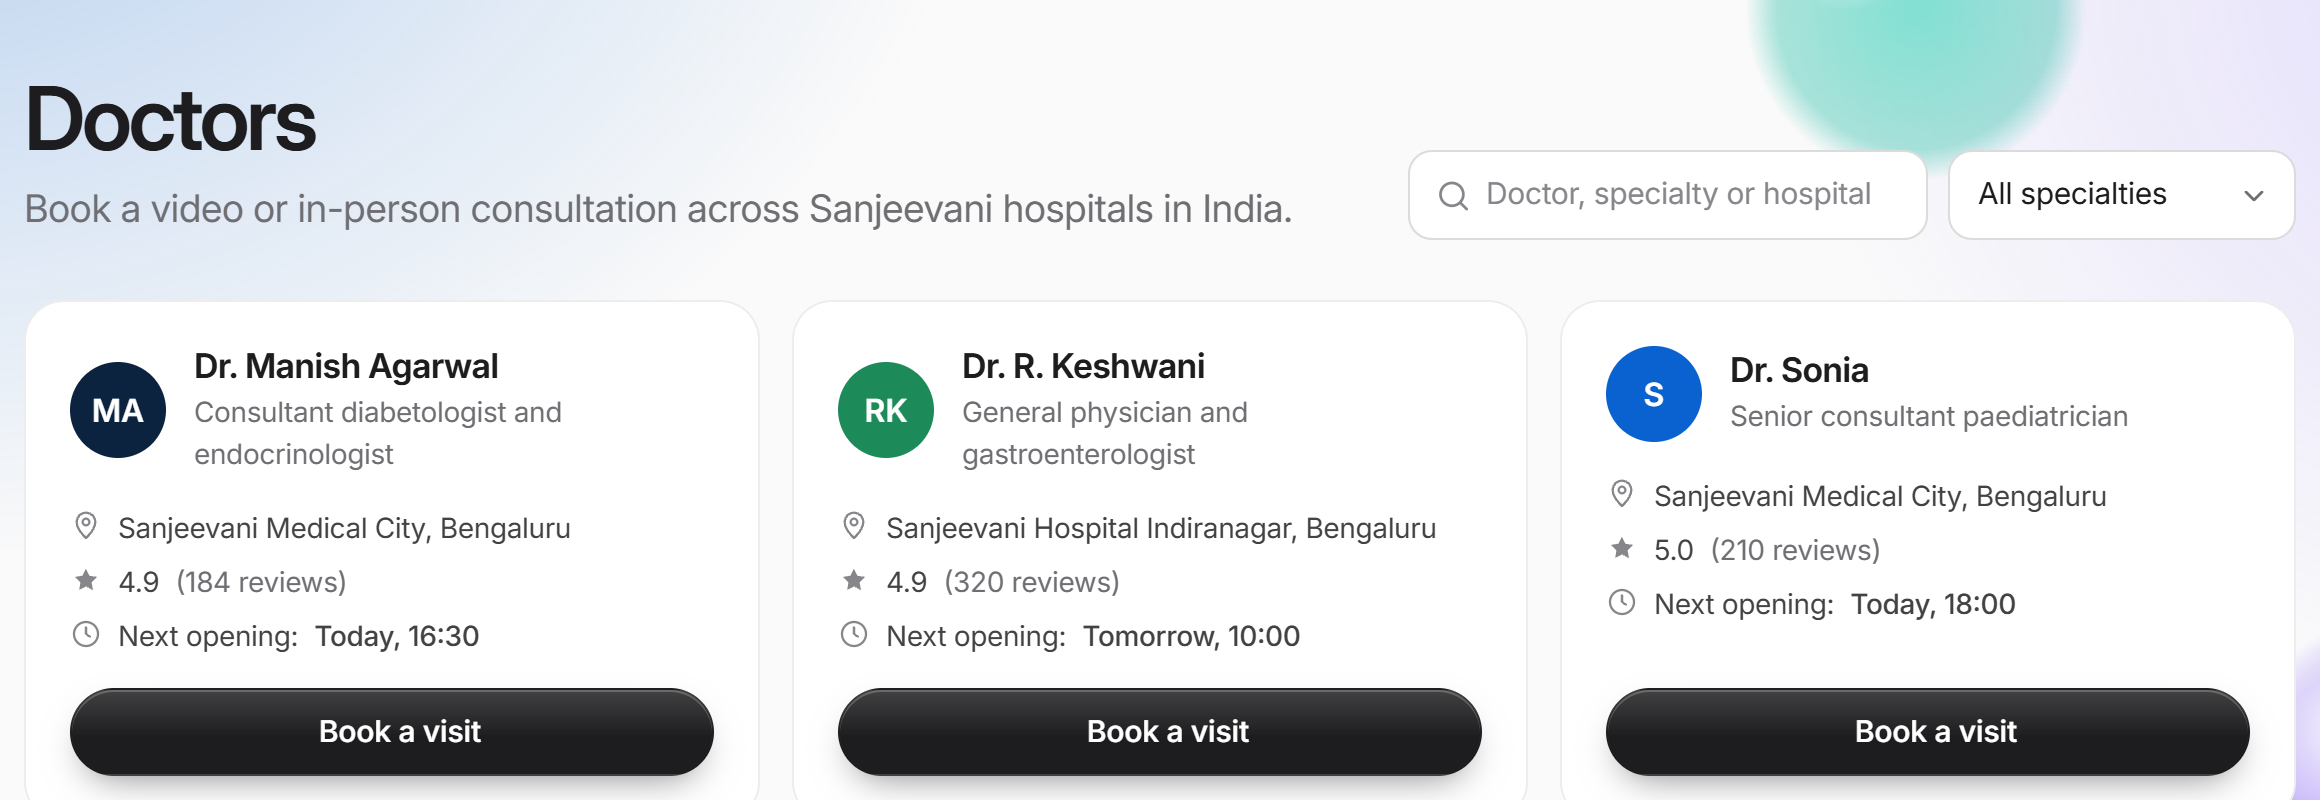 Doctors
Book a video or in-person consultation across Sanjeevani hospitals in India.
Doctor, specialty or hospital
All specialties
MA
Dr. Manish Agarwal
Consultant diabetologist and
endocrinologist
Sanjeevani Medical City, Bengaluru
4.9 (184 reviews)
Next opening: Today, 16:30
Book a visit
RK
Dr. R. Keshwani
General physician and
gastroenterologist
Sanjeevani Hospital Indiranagar, Bengaluru
4.9 (320 reviews)
Next opening: Tomorrow, 10:00
Book a visit
S
Dr. Sonia
Senior consultant paediatrician
Sanjeevani Medical City, Bengaluru
5.0 (210 reviews)
Next opening: Today, 18:00
Book a visit